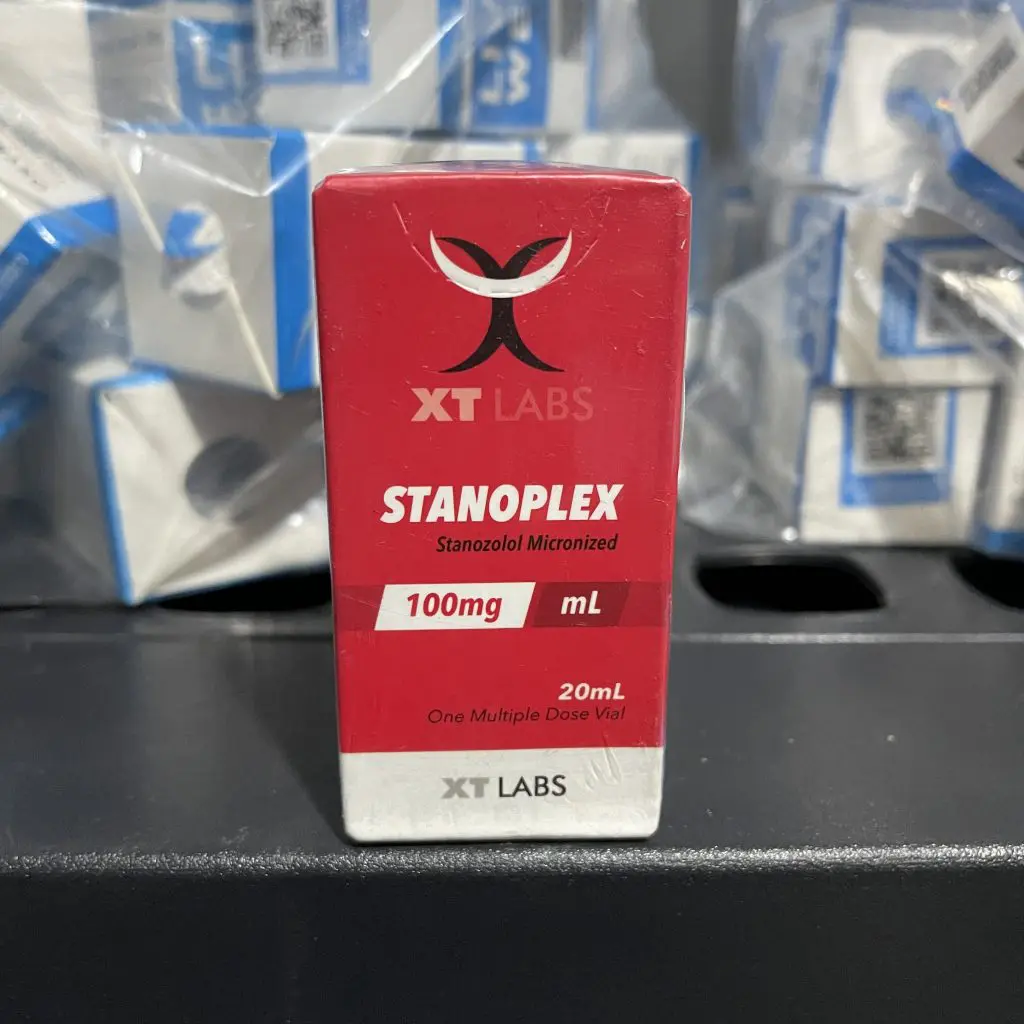 XT LABS
STANOPLEX
Stanozolol Micronized
100mg mL
20mL
One Multiple Dose Vial
XT LABS